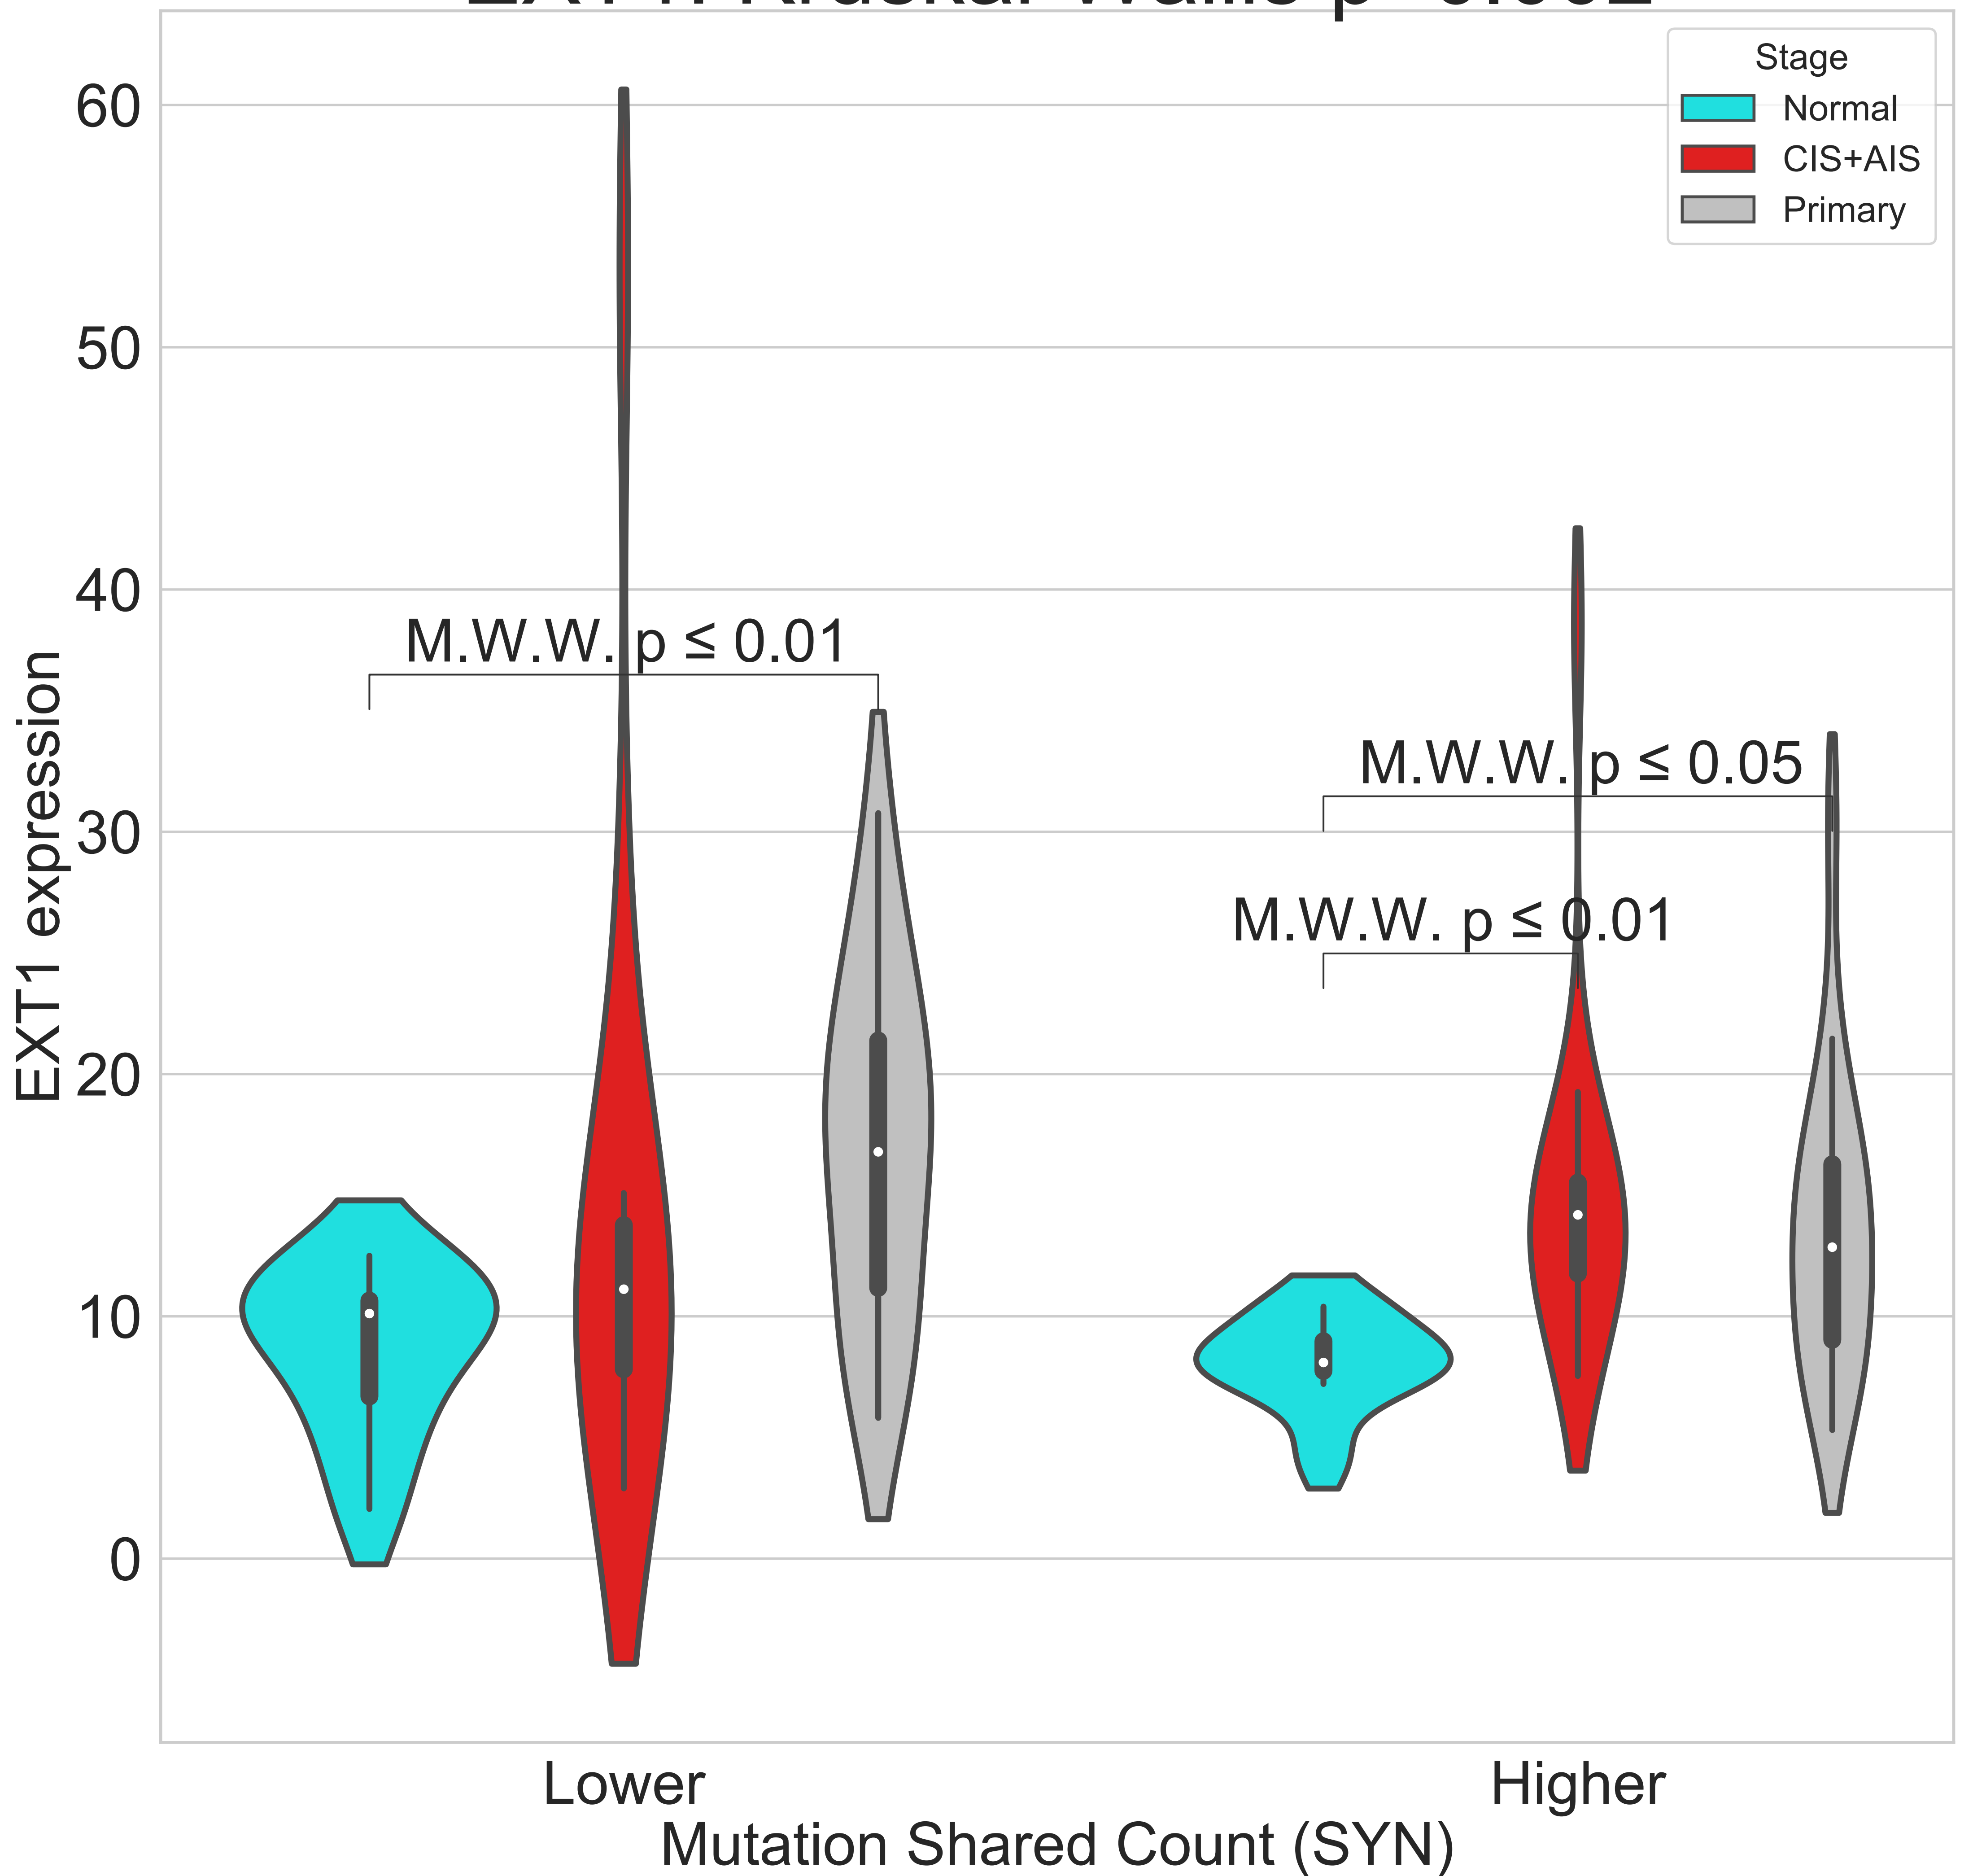 Stage
Normal
CIS+AIS
Primary
60
50
40
30
20
10
0
EXT1 expression
M.W.W. p ≤ 0.01
M.W.W. p ≤ 0.05
M.W.W. p ≤ 0.01
Lower
Higher
Mutation Shared Count (SYN)